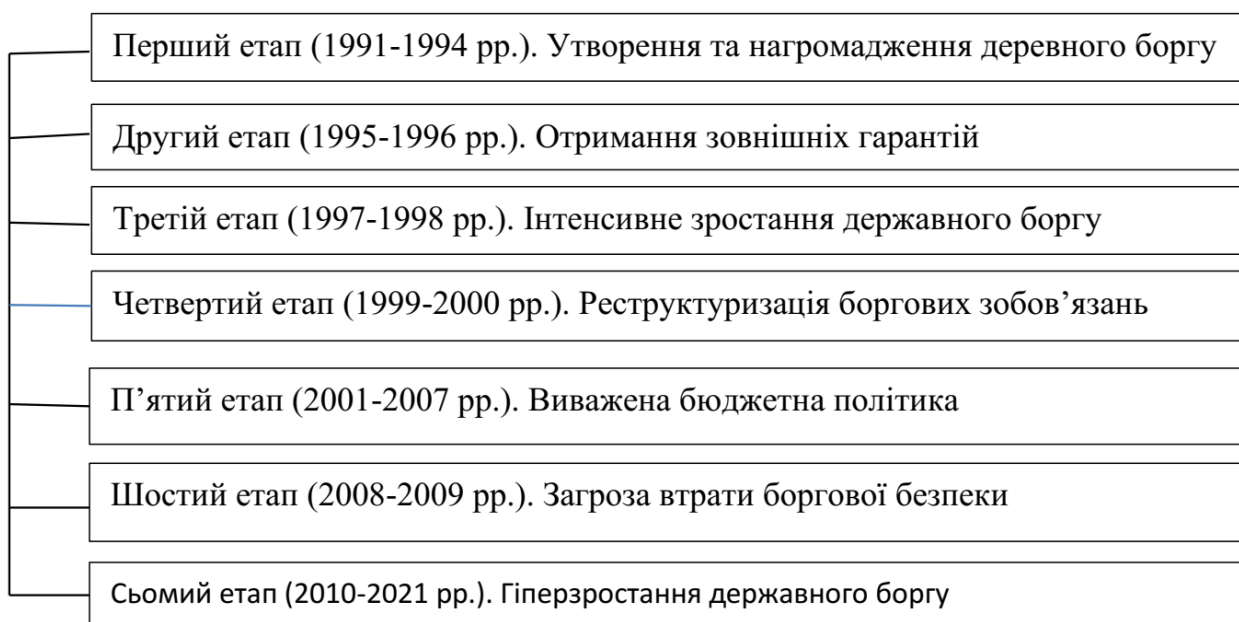 Перший етап (1991-1994 рр.). Утворення та нагромадження деревного боргу
Другий етап (1995-1996 рр.). Отримання зовнішніх гарантій
Третій етап (1997-1998 рр.). Інтенсивне зростання державного боргу
Четвертий етап (1999-2000 рр.). Реструктуризація боргових зобов’язань
П’ятий етап (2001-2007 рр.). Виважена бюджетна політика
Шостий етап (2008-2009 рр.). Загроза втрати боргової безпеки
Сьомий етап (2010-2021 рр.). Гіперзростання державного боргу